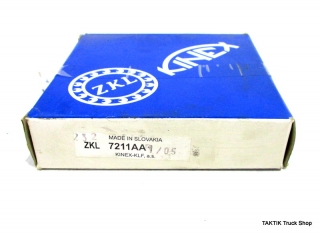 ZKL
KINEX
MADE IN SLOVAKIA
ZKL 7211AA
KINEX-KLF, a.s.
TAKTIK Truck Shop